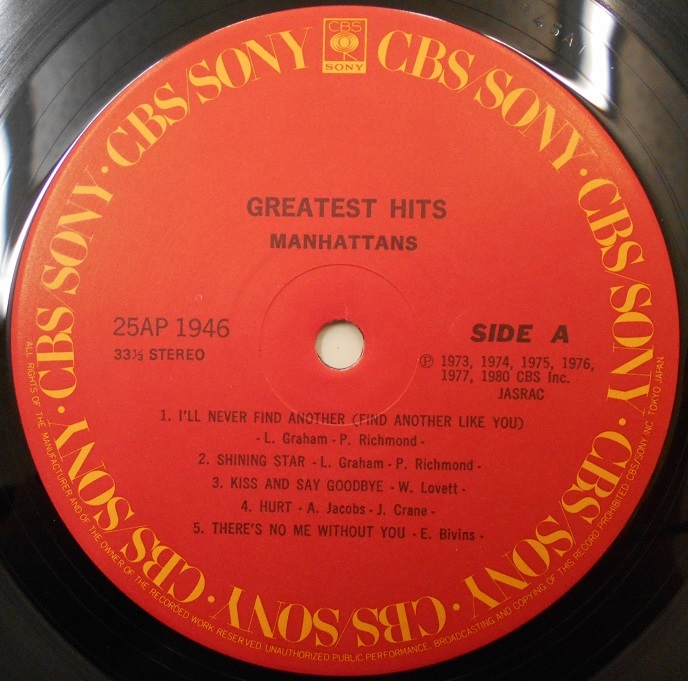 CBS
SONY
CBS/SONY · CBS/SONY · CBS/SONY · CBS/SONY · CBS/SONY · CBS/SONY · CBS/SONY · CBS/SONY
GREATEST HITS
MANHATTANS
25AP 1946
33⅓ STEREO
SIDE A
Ⓟ 1973, 1974, 1975, 1976,
1977, 1980 CBS Inc.
JASRAC
1. I'LL NEVER FIND ANOTHER (FIND ANOTHER LIKE YOU)
- L. Graham - P. Richmond -
2. SHINING STAR - L. Graham - P. Richmond -
3. KISS AND SAY GOODBYE - W. Lovett -
4. HURT - A. Jacobs - J. Crane -
5. THERE'S NO ME WITHOUT YOU - E. Bivins -
ALL RIGHTS OF THE MANUFACTURER AND OF THE OWNER OF THE RECORDED WORK RESERVED. UNAUTHORIZED PUBLIC PERFORMANCE, BROADCASTING AND COPYING OF THIS RECORD PROHIBITED. CBS/SONY INC. TOKYO JAPAN